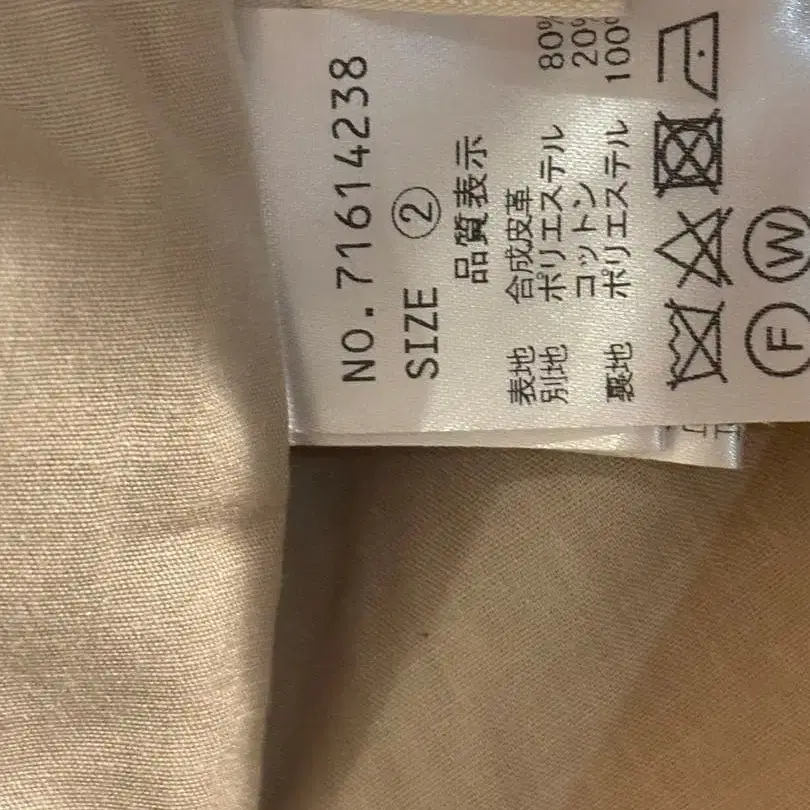 NO.71614238
SIZE ②
品質表示
表地 合成皮革
別地 ポリエステル 80%
コットン 20%
裏地 ポリエステル 100%
Ⓕ Ⓦ